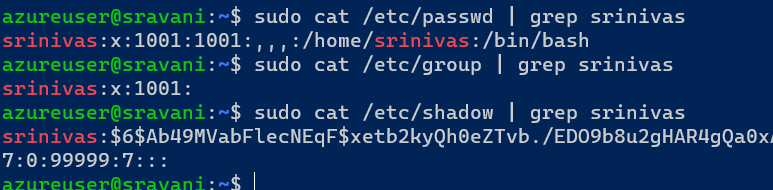 azureuser@sravani:~$ sudo cat /etc/passwd | grep srinivas
srinivas:x:1001:1001:,,,:/home/srinivas:/bin/bash
azureuser@sravani:~$ sudo cat /etc/group | grep srinivas
srinivas:x:1001:
azureuser@sravani:~$ sudo cat /etc/shadow | grep srinivas
srinivas:$6$Ab49MVabFlecNEqF$xetb2kyQh0eZTvb./EDO9b8u2gHAR4gQa0x
7:0:99999:7:::
azureuser@sravani:~$